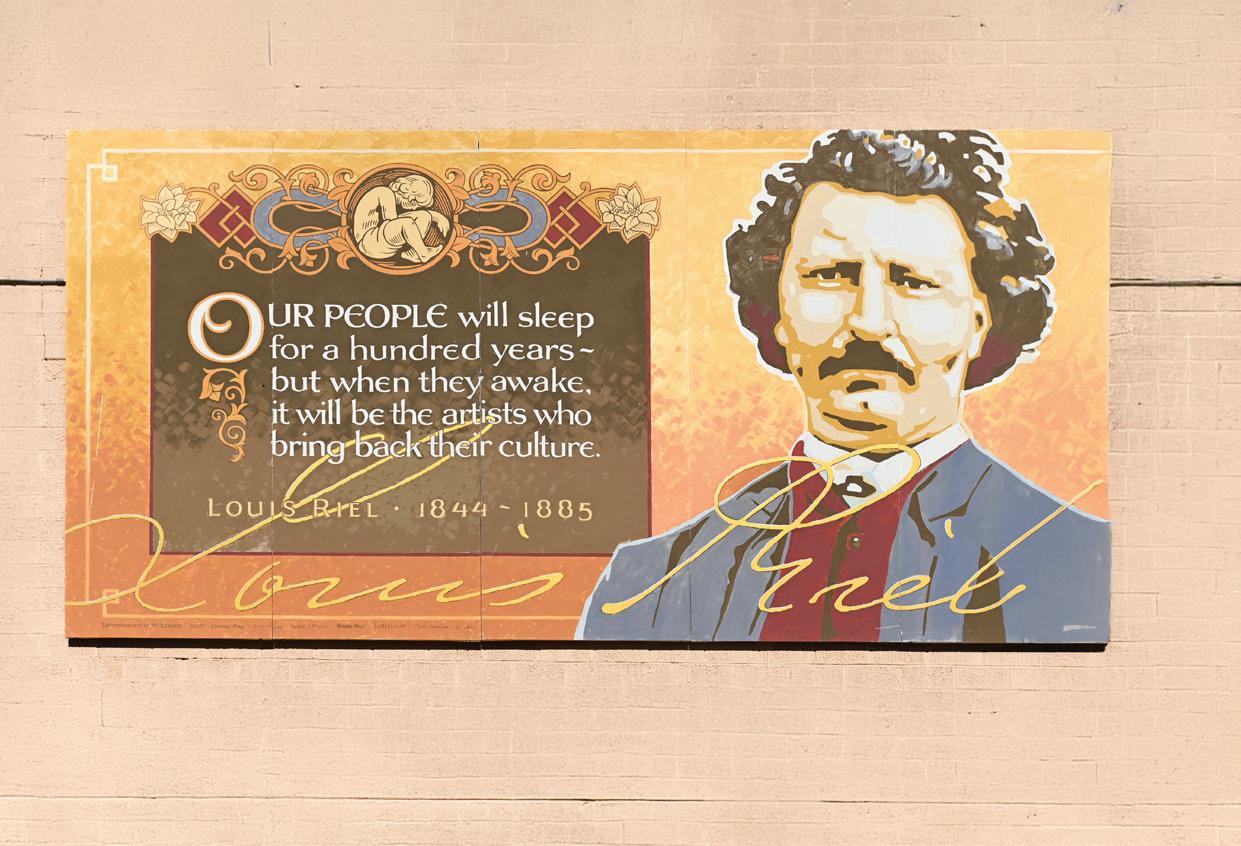 OUR PEOPLE will sleep
for a hundred years~
but when they awake,
it will be the artists who
bring back their culture.
LOUIS RIEL · 1844 ~ 1885
Louis Riel